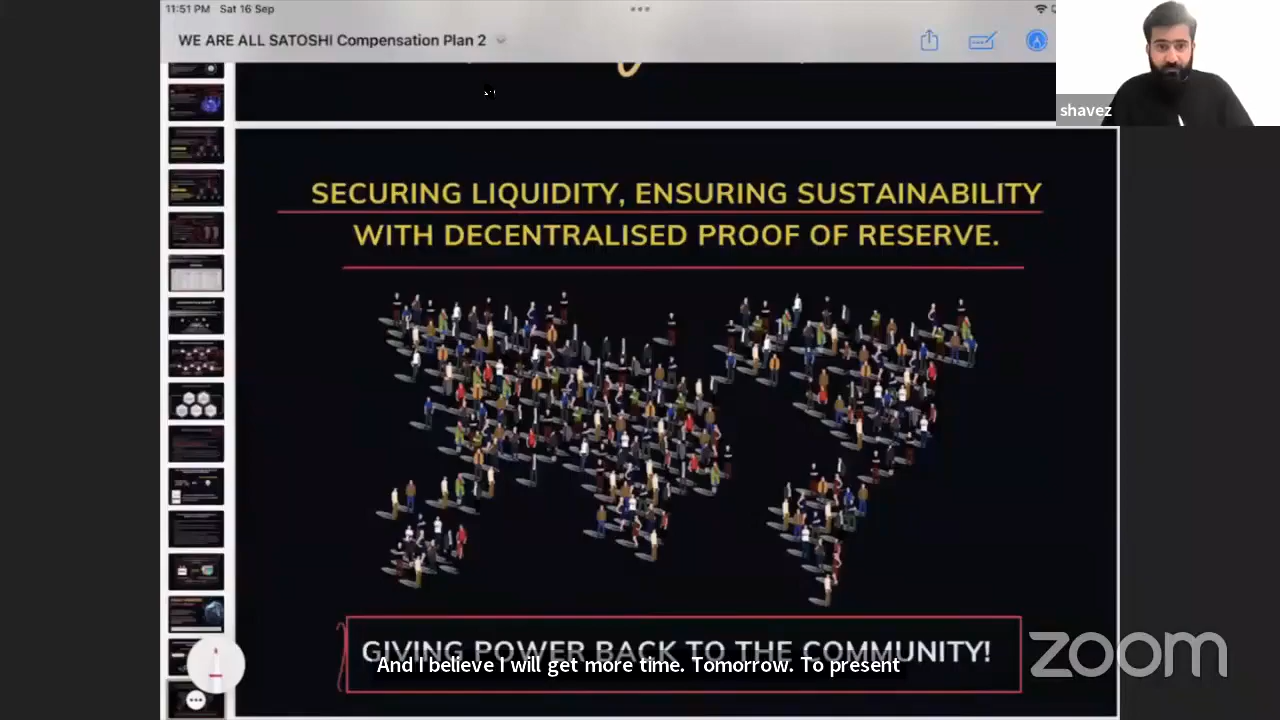 11:51 PM Sat 16 Sep
WE ARE ALL SATOSHI Compensation Plan 2
shavez
SECURING LIQUIDITY, ENSURING SUSTAINABILITY
WITH DECENTRALISED PROOF OF RESERVE.
GIVING POWER BACK TO THE COMMUNITY!
And I believe I will get more time. Tomorrow. To present
zoom